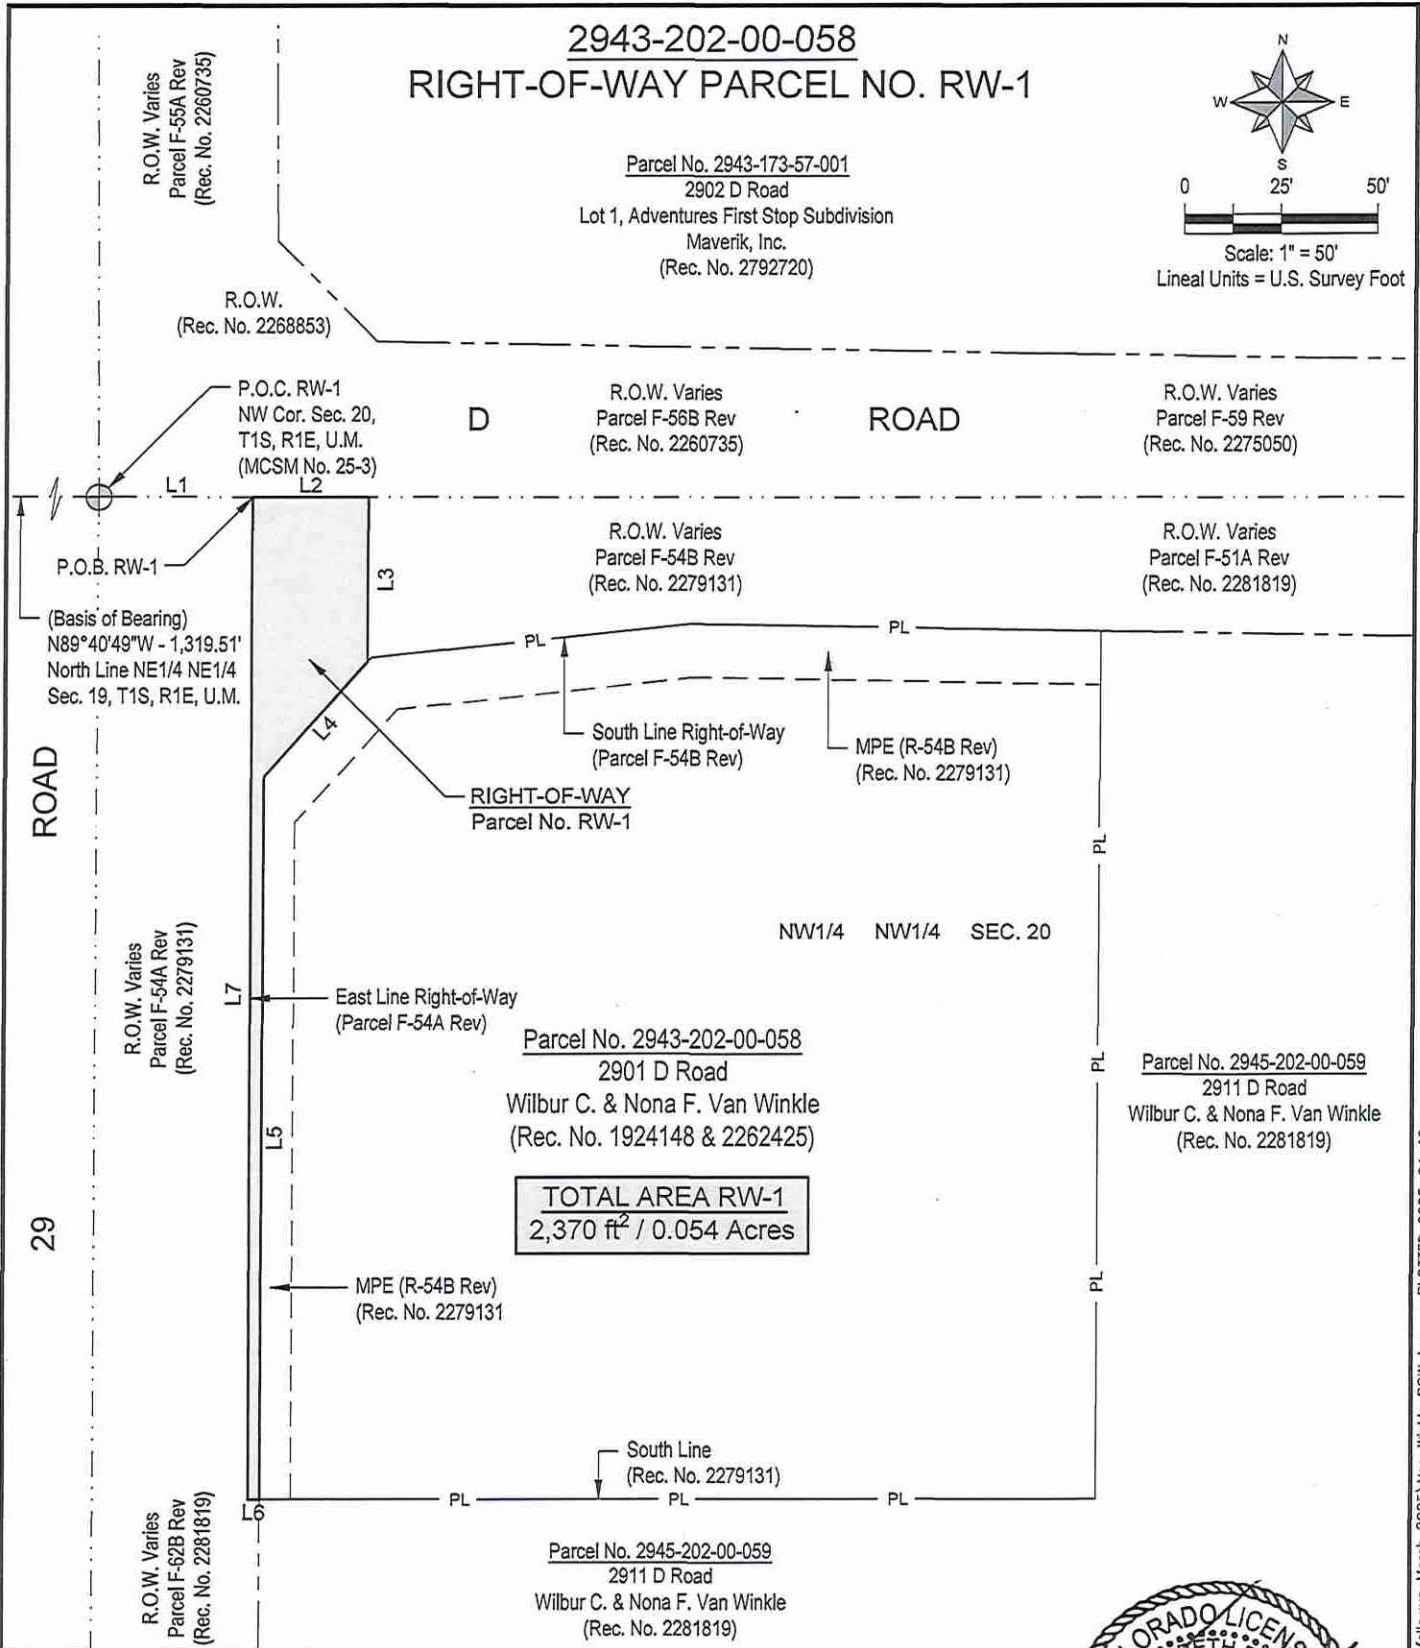 2943-202-00-058
RIGHT-OF-WAY PARCEL NO. RW-1
R.O.W. Varies
Parcel F-55A Rev
(Rec. No. 2260735)
N
W
E
S
0 25' 50'
Scale: 1" = 50'
Lineal Units = U.S. Survey Foot
Parcel No. 2943-173-57-001
2902 D Road
Lot 1, Adventures First Stop Subdivision
Maverik, Inc.
(Rec. No. 2792720)
R.O.W.
(Rec. No. 2268853)
P.O.C. RW-1
NW Cor. Sec. 20,
T1S, R1E, U.M.
(MCSM No. 25-3)
D ROAD
R.O.W. Varies
Parcel F-56B Rev
(Rec. No. 2260735)
R.O.W. Varies
Parcel F-59 Rev
(Rec. No. 2275050)
L1
L2
P.O.B. RW-1
L3
R.O.W. Varies
Parcel F-54B Rev
(Rec. No. 2279131)
R.O.W. Varies
Parcel F-51A Rev
(Rec. No. 2281819)
(Basis of Bearing)
N89°40'49"W - 1,319.51'
North Line NE1/4 NE1/4
Sec. 19, T1S, R1E, U.M.
PL
PL
L4
South Line Right-of-Way
(Parcel F-54B Rev)
MPE (R-54B Rev)
(Rec. No. 2279131)
RIGHT-OF-WAY
Parcel No. RW-1
ROAD
PL
NW1/4 NW1/4 SEC. 20
R.O.W. Varies
Parcel F-54A Rev
(Rec. No. 2279131)
L7
East Line Right-of-Way
(Parcel F-54A Rev)
Parcel No. 2943-202-00-058
2901 D Road
Wilbur C. & Nona F. Van Winkle
(Rec. No. 1924148 & 2262425)
PL
Parcel No. 2945-202-00-059
2911 D Road
Wilbur C. & Nona F. Van Winkle
(Rec. No. 2281819)
L5
TOTAL AREA RW-1
2,370 ft² / 0.054 Acres
29
MPE (R-54B Rev)
(Rec. No. 2279131
PL
South Line
(Rec. No. 2279131)
PL
PL
PL
L6
R.O.W. Varies
Parcel F-62B Rev
(Rec. No. 2281819)
Parcel No. 2945-202-00-059
2911 D Road
Wilbur C. & Nona F. Van Winkle
(Rec. No. 2281819)